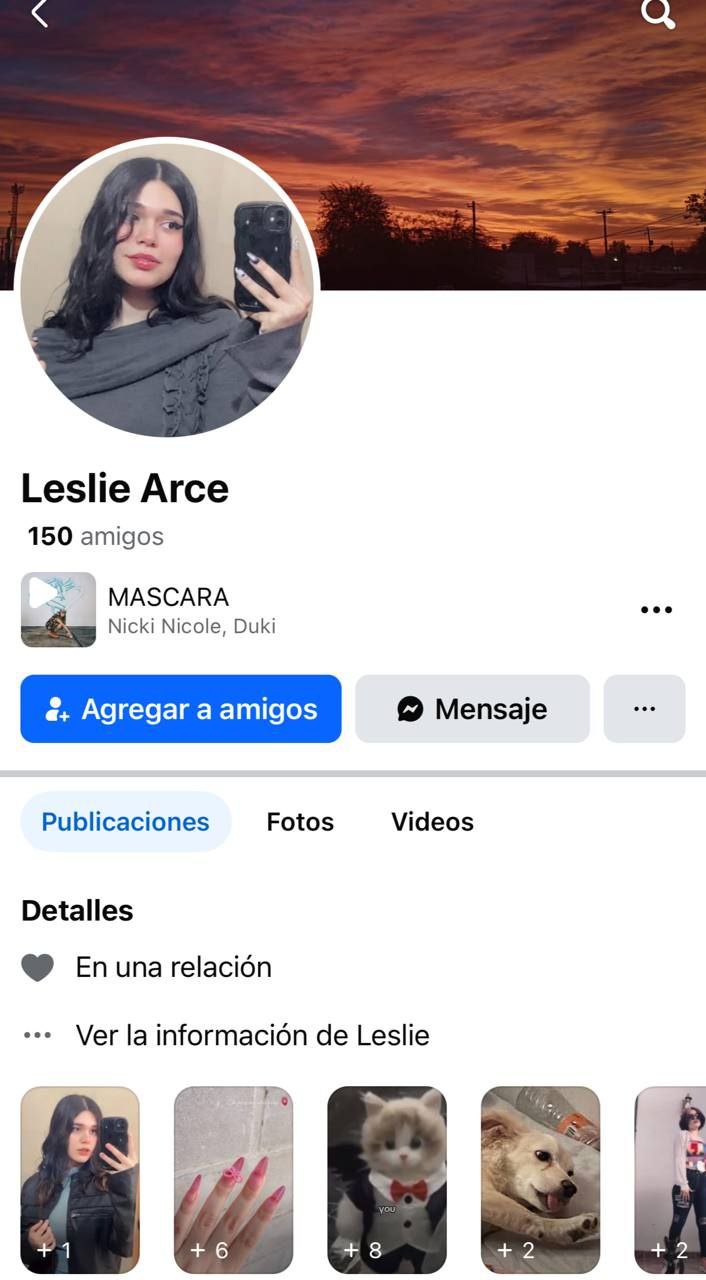 Leslie Arce
150 amigos
MASCARA
Nicki Nicole, Duki
Agregar a amigos
Mensaje
Publicaciones
Fotos
Videos
Detalles
En una relación
Ver la información de Leslie
you
+ 1
+ 6
+ 8
+ 2
+ 2